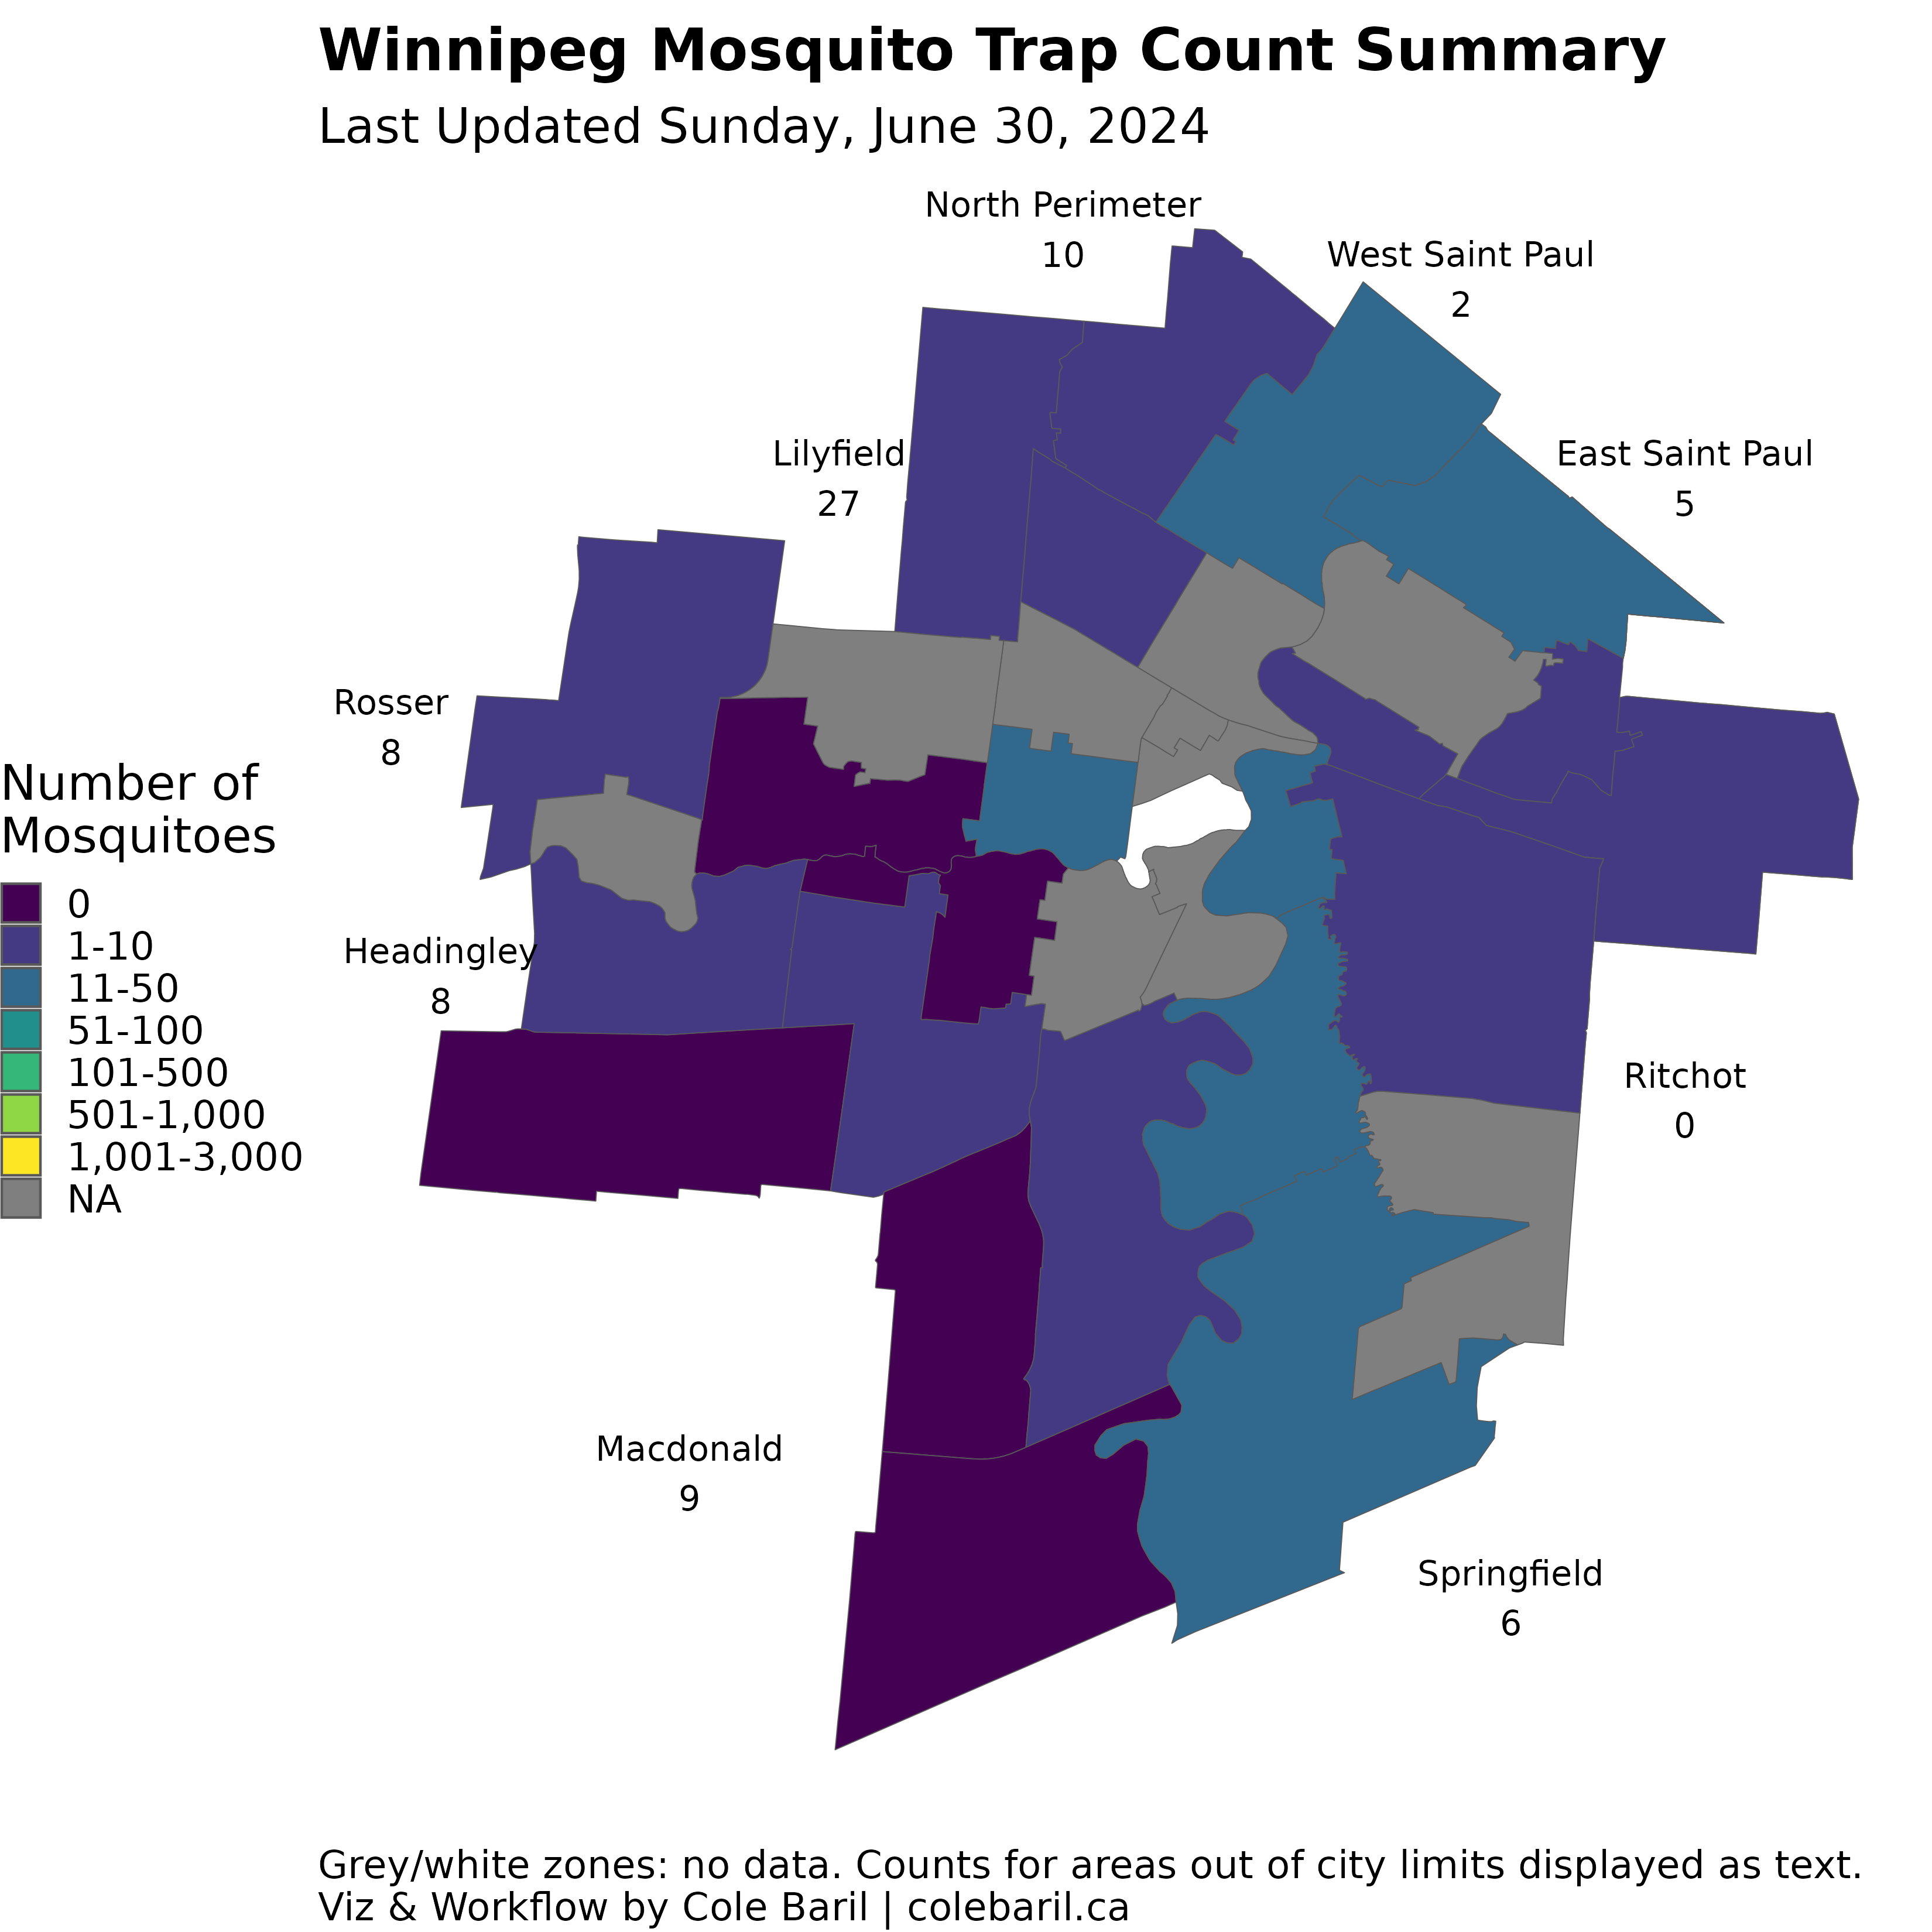 Winnipeg Mosquito Trap Count Summary
Last Updated Sunday, June 30, 2024
North Perimeter
10
West Saint Paul
2
Lilyfield
27
East Saint Paul
5
Rosser
8
Number of
Mosquitoes
0
1-10
11-50
51-100
101-500
501-1,000
1,001-3,000
NA
Headingley
8
Ritchot
0
Macdonald
9
Springfield
6
Grey/white zones: no data. Counts for areas out of city limits displayed as text.
Viz & Workflow by Cole Baril | colebaril.ca